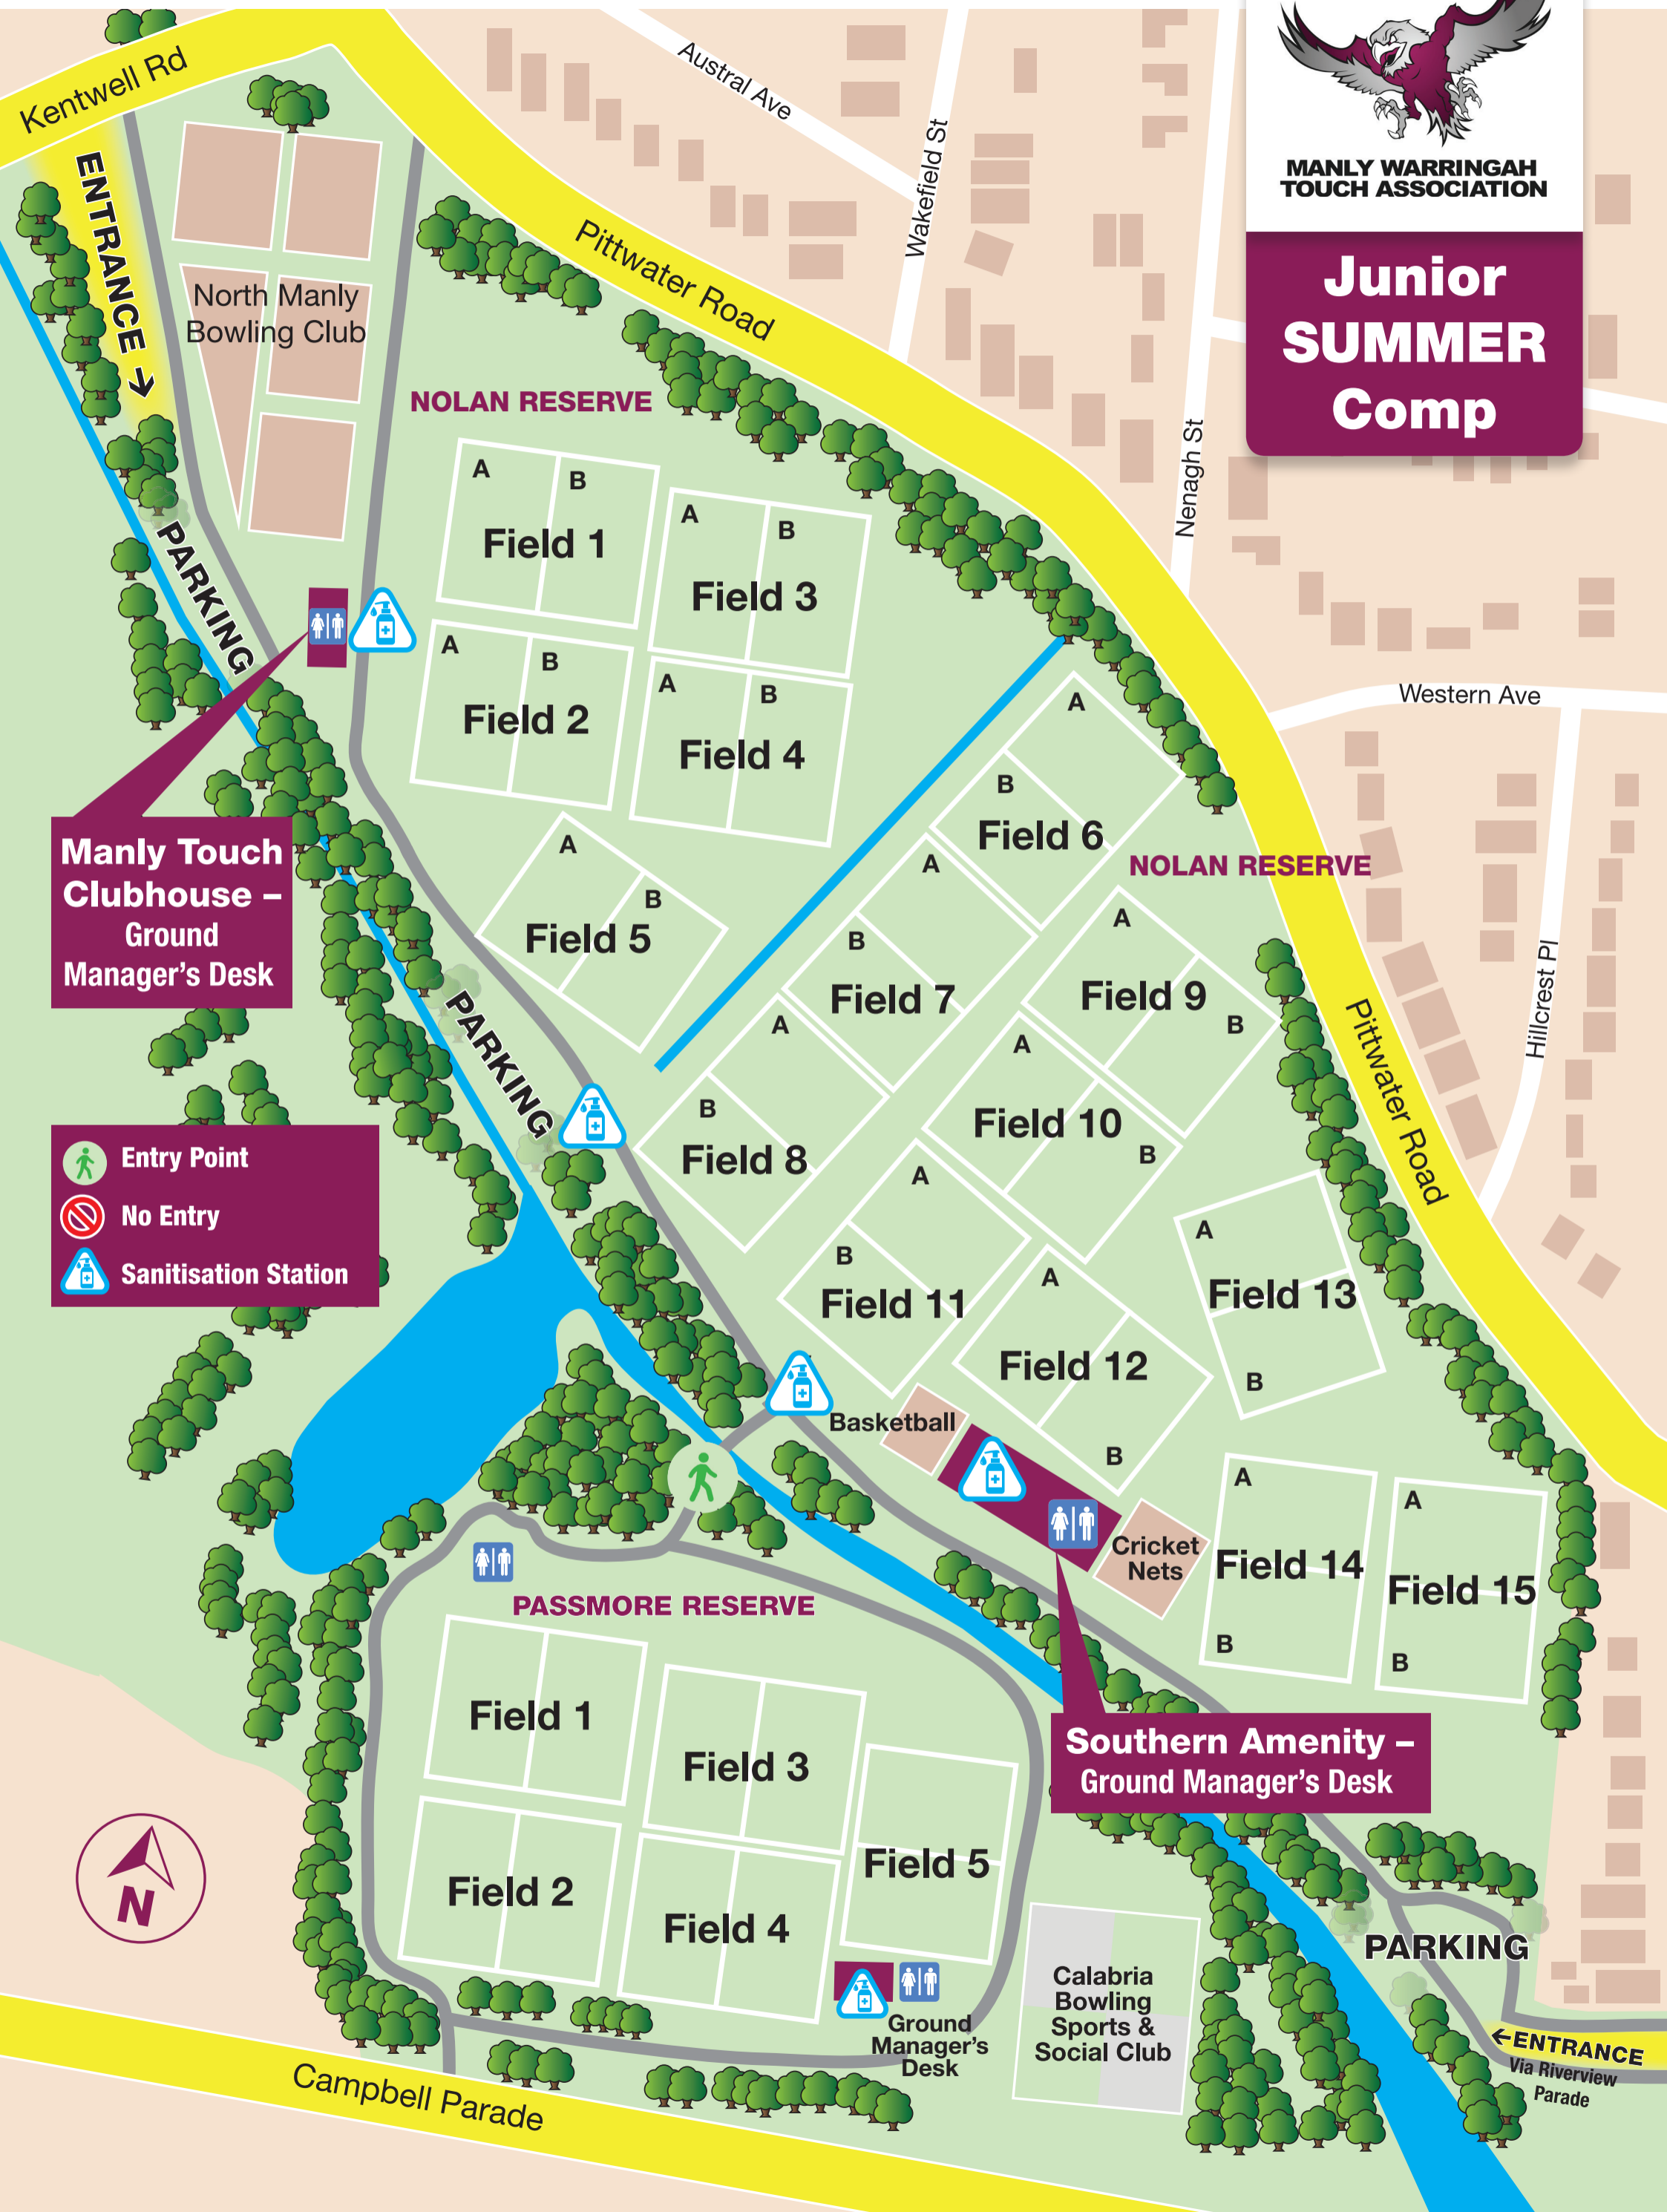 Kentwell Rd
ENTRANCE →
North Manly
Bowling Club
Austral Ave
Wakefield St
Pittwater Road
Nenagh St
MANLY WARRINGAH
TOUCH ASSOCIATION
Junior
SUMMER
Comp
NOLAN RESERVE
A
B
Field 1
A
B
Field 3
PARKING
A
B
Field 2
A
B
Field 4
Western Ave
A
B
Field 6
NOLAN RESERVE
Manly Touch
Clubhouse –
Ground
Manager's Desk
A
B
Field 5
A
B
Field 7
A
Field 9
B
Hillcrest Pl
Pittwater Road
PARKING
A
B
Field 8
A
Field 10
B
Entry Point
No Entry
Sanitisation Station
A
B
Field 11
A
Field 12
B
A
Field 13
B
Basketball
Cricket
Nets
A
Field 14
B
A
Field 15
B
PASSMORE RESERVE
Field 1
Field 3
Field 2
Field 4
Field 5
Southern Amenity –
Ground Manager's Desk
N
Ground
Manager's
Desk
Calabria
Bowling
Sports &
Social Club
PARKING
←ENTRANCE
Via Riverview
Parade
Campbell Parade